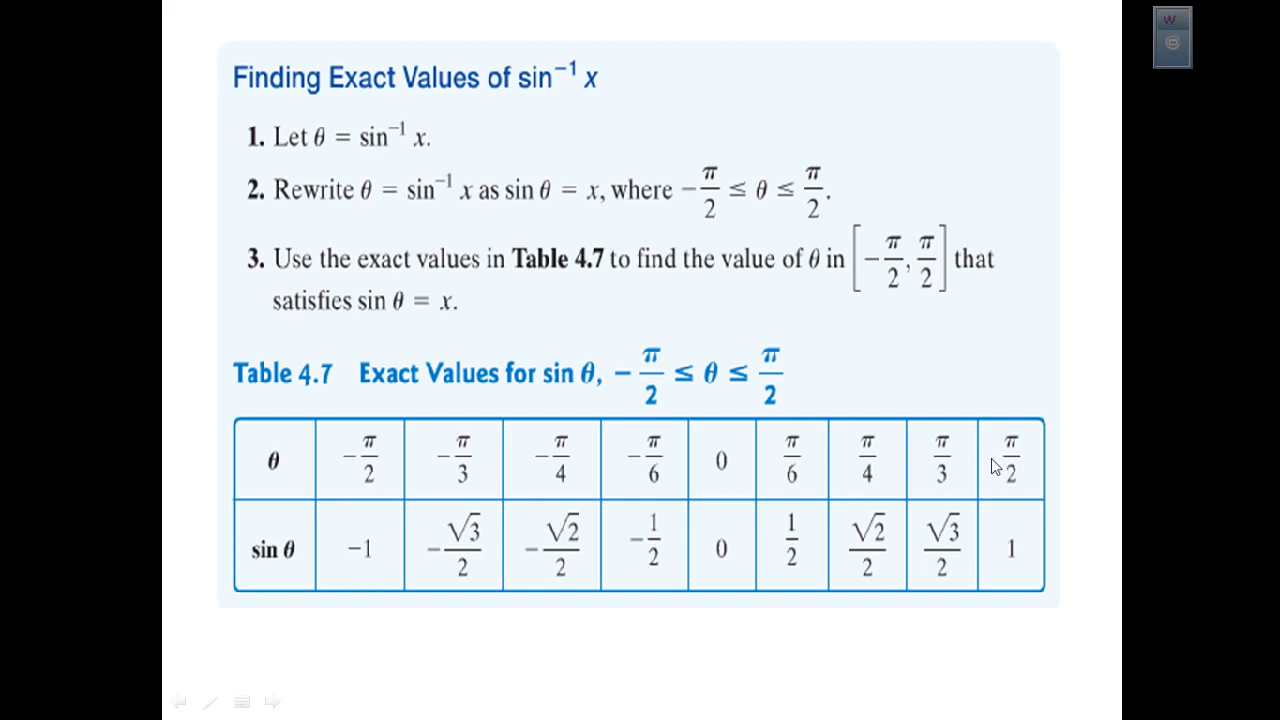 Finding Exact Values of sin⁻¹ x
1. Let θ = sin⁻¹ x.
2. Rewrite θ = sin⁻¹ x as sin θ = x, where −π/2 ≤ θ ≤ π/2.
3. Use the exact values in Table 4.7 to find the value of θ in [−π/2, π/2] that
satisfies sin θ = x.
Table 4.7 Exact Values for sin θ, −π/2 ≤ θ ≤ π/2
θ −π/2 −π/3 −π/4 −π/6 0 π/6 π/4 π/3 π/2
sin θ −1 −√3/2 −√2/2 −1/2 0 1/2 √2/2 √3/2 1
W